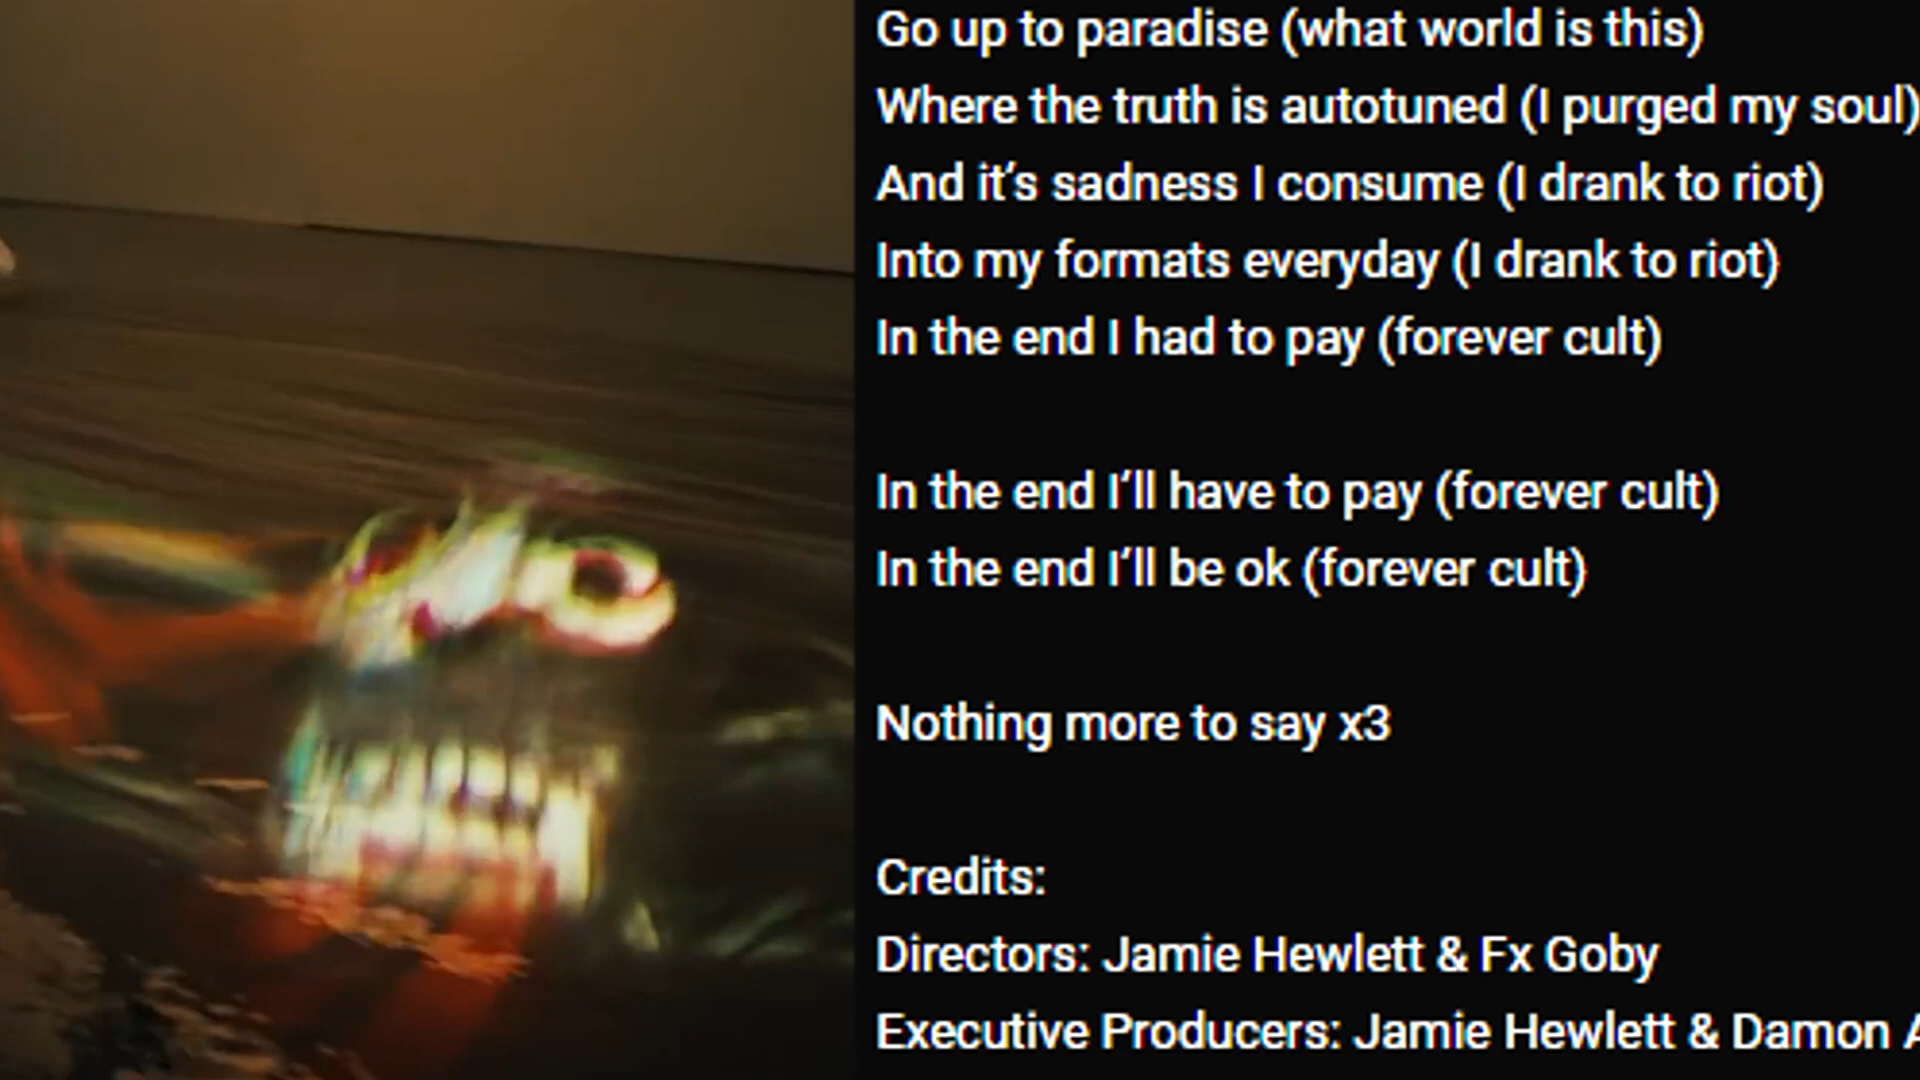 Go up to paradise (what world is this)
Where the truth is autotuned (I purged my soul)
And it’s sadness I consume (I drank to riot)
Into my formats everyday (I drank to riot)
In the end I had to pay (forever cult)
In the end I’ll have to pay (forever cult)
In the end I’ll be ok (forever cult)
Nothing more to say x3
Credits:
Directors: Jamie Hewlett & Fx Goby
Executive Producers: Jamie Hewlett & Damon